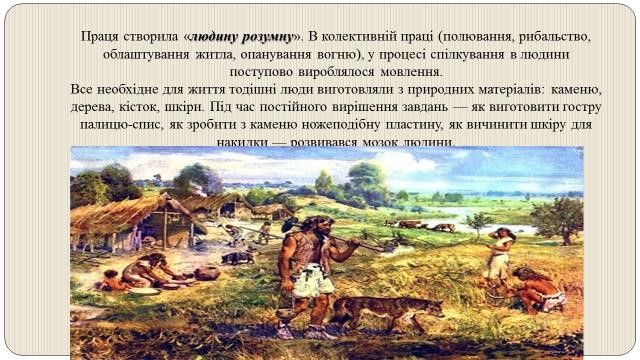 Праця створила «людину розумну». В колективній праці (полювання, рибальство,
облаштування житла, опанування вогню), у процесі спілкування в людини
поступово вироблялося мовлення.
Все необхідне для життя тодішні люди виготовляли з природних матеріалів: каменю,
дерева, кісток, шкіри. Під час постійного вирішення завдань — як виготовити гостру
палицю-спис, як зробити з каменю ножеподібну пластину, як вичинити шкіру для
накидки — розвивався мозок людини.